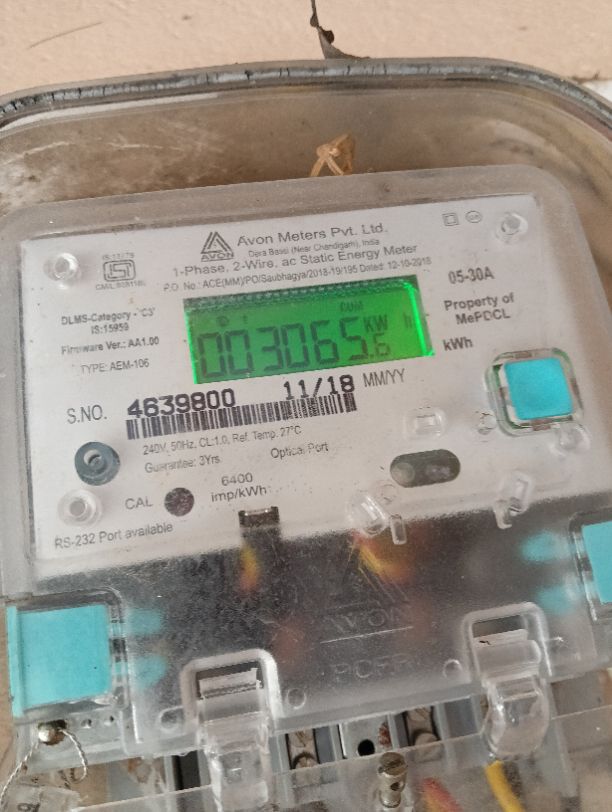 AVON
Avon Meters Pvt. Ltd.
Dera Bassi (Near Chandigarh), India
1-Phase, 2-Wire, ac Static Energy Meter
P.O. No.: ACE(MM)/PO/Saubhagya/2018-19/195 Dated: 12-10-2018
IS:13779
ISI
DLMS-Category - 'C3'
IS:15959
Firmware Ver.: AA1.00
TYPE: AEM-106
05-30A
Property of
MePDCL
CUM
003065.6 KW h
kWh
S.NO. 4639800 11/18 MM/YY
240V, 50Hz, CL:1.0, Ref. Temp. 27°C
Guarantee: 3Yrs.
Optical Port
CAL
6400
imp/kWh
RS-232 Port available
AVON